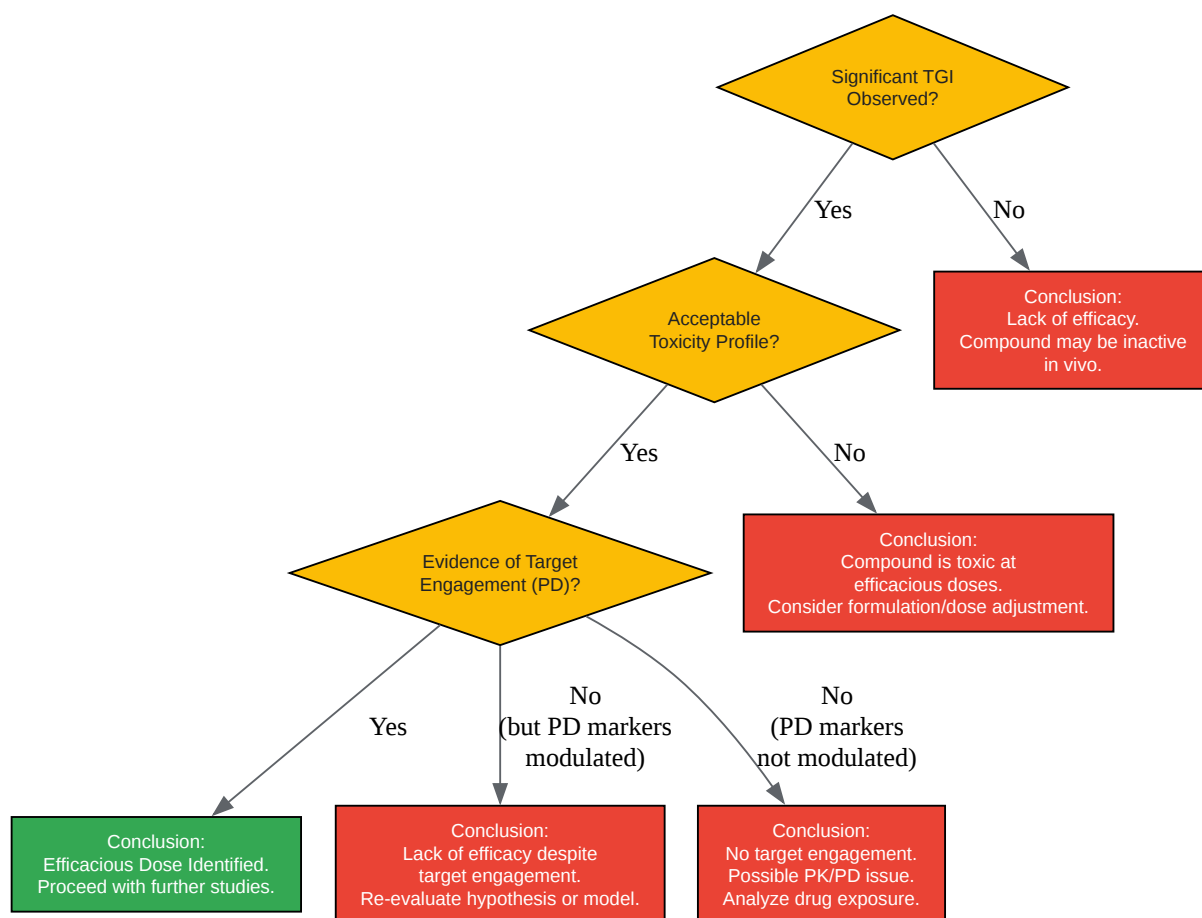 Significant TGI
Observed?
Yes
No
Acceptable
Toxicity Profile?
Conclusion:
Lack of efficacy.
Compound may be inactive
in vivo.
Yes
No
Evidence of Target
Engagement (PD)?
Conclusion:
Compound is toxic at
efficacious doses.
Consider formulation/dose adjustment.
Yes
No
(but PD markers
modulated)
No
(PD markers
not modulated)
Conclusion:
Efficacious Dose Identified.
Proceed with further studies.
Conclusion:
Lack of efficacy despite
target engagement.
Re-evaluate hypothesis or model.
Conclusion:
No target engagement.
Possible PK/PD issue.
Analyze drug exposure.